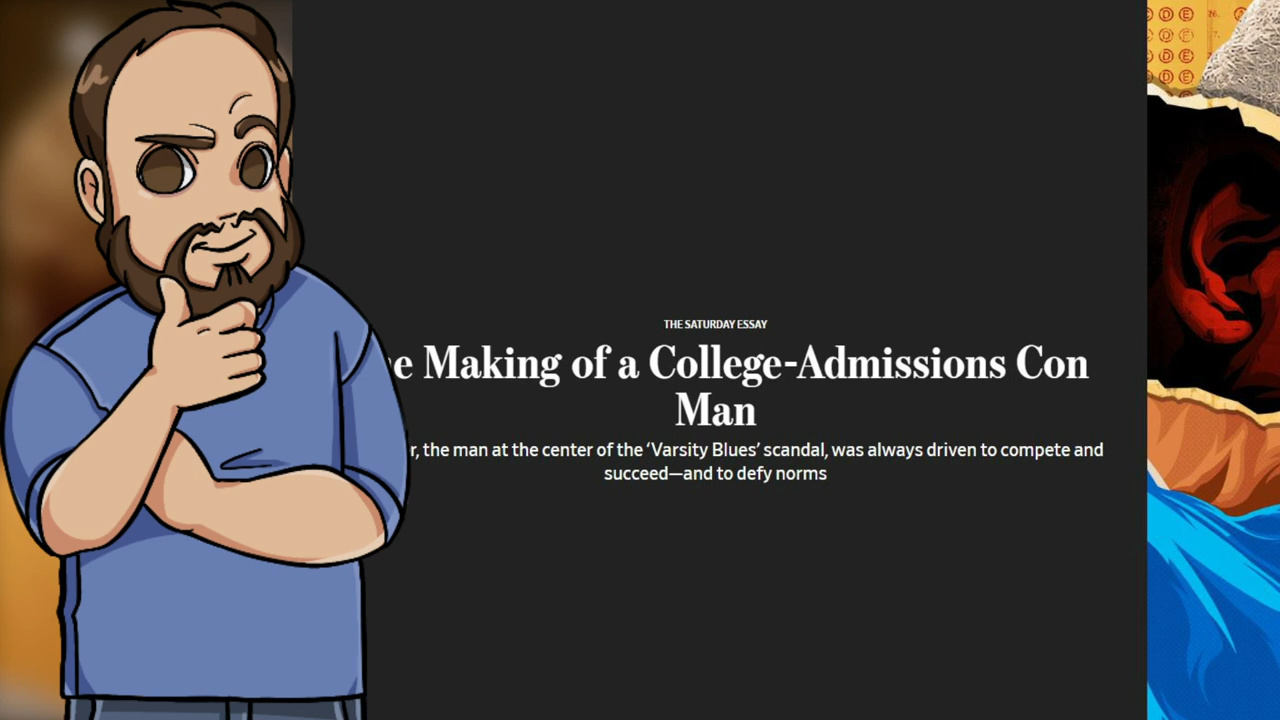 THE SATURDAY ESSAY
e Making of a College-Admissions Con
Man
r, the man at the center of the ‘Varsity Blues’ scandal, was always driven to compete and
succeed—and to defy norms
D E
D E
D E
D E